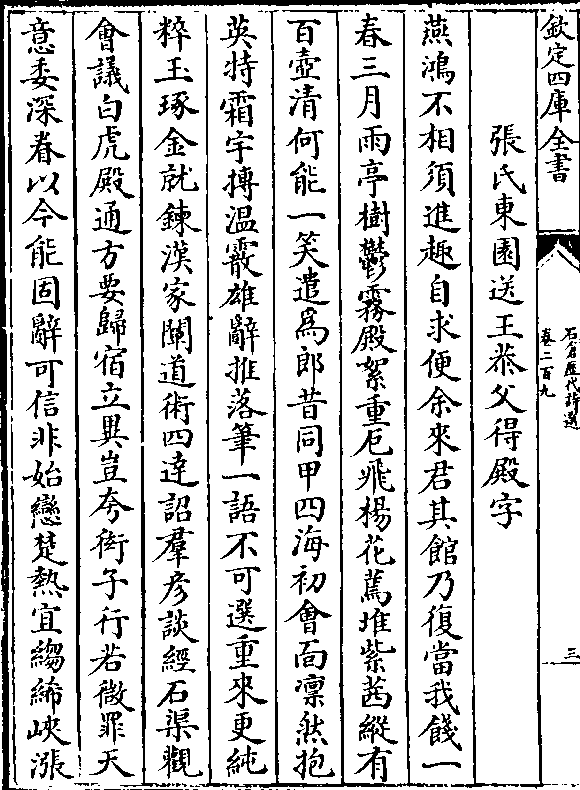 欽定四庫全書
石倉歷代詩選
卷二百九
三
張氏東園送王恭父得殿字
燕鴻不相須進趣自求便余來君其館乃復當我餞一
春三月雨亭樹鬱霧殿絮重厄飛楊花蔫堆紫茜縱有
百壺清何能一笑遣為郎昔同甲四海初會面凛然抱
英特霜宇摶温霰雄辭推落筆一語不可選重來更純
粹玉琢金就鍊漢家闡道術四逹詔羣彦談經石渠觀
會議白虎殿通方要歸宿立異豈夸衒子行若微罪天
意委深眷以今能固辭可信非始戀楚熱宜縐絺峽漲